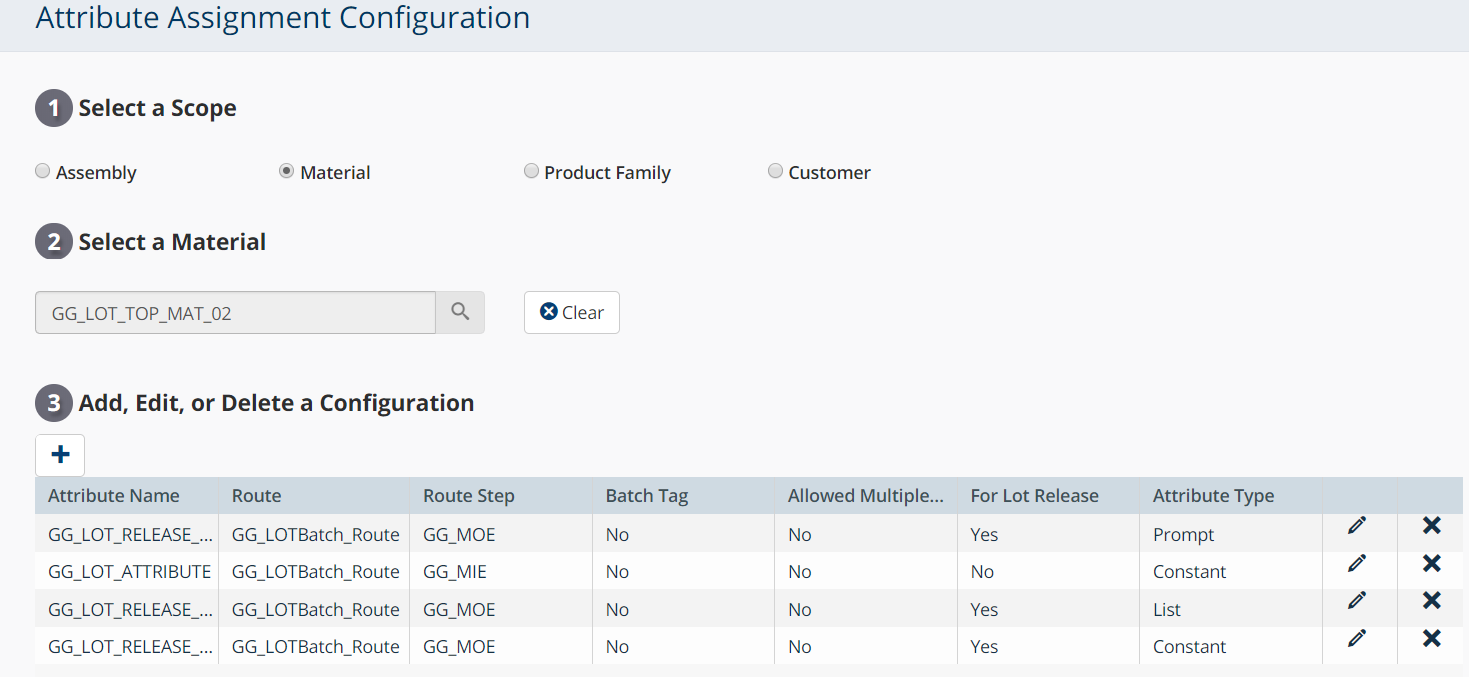 Attribute Assignment Configuration
1 Select a Scope
Assembly Material Product Family Customer
2 Select a Material
GG_LOT_TOP_MAT_02 Clear
3 Add, Edit, or Delete a Configuration
Attribute Name Route Route Step Batch Tag Allowed Multiple... For Lot Release Attribute Type
GG_LOT_RELEASE_... GG_LOTBatch_Route GG_MOE No No Yes Prompt
GG_LOT_ATTRIBUTE GG_LOTBatch_Route GG_MIE No No No Constant
GG_LOT_RELEASE_... GG_LOTBatch_Route GG_MOE No No Yes List
GG_LOT_RELEASE_... GG_LOTBatch_Route GG_MOE No No Yes Constant